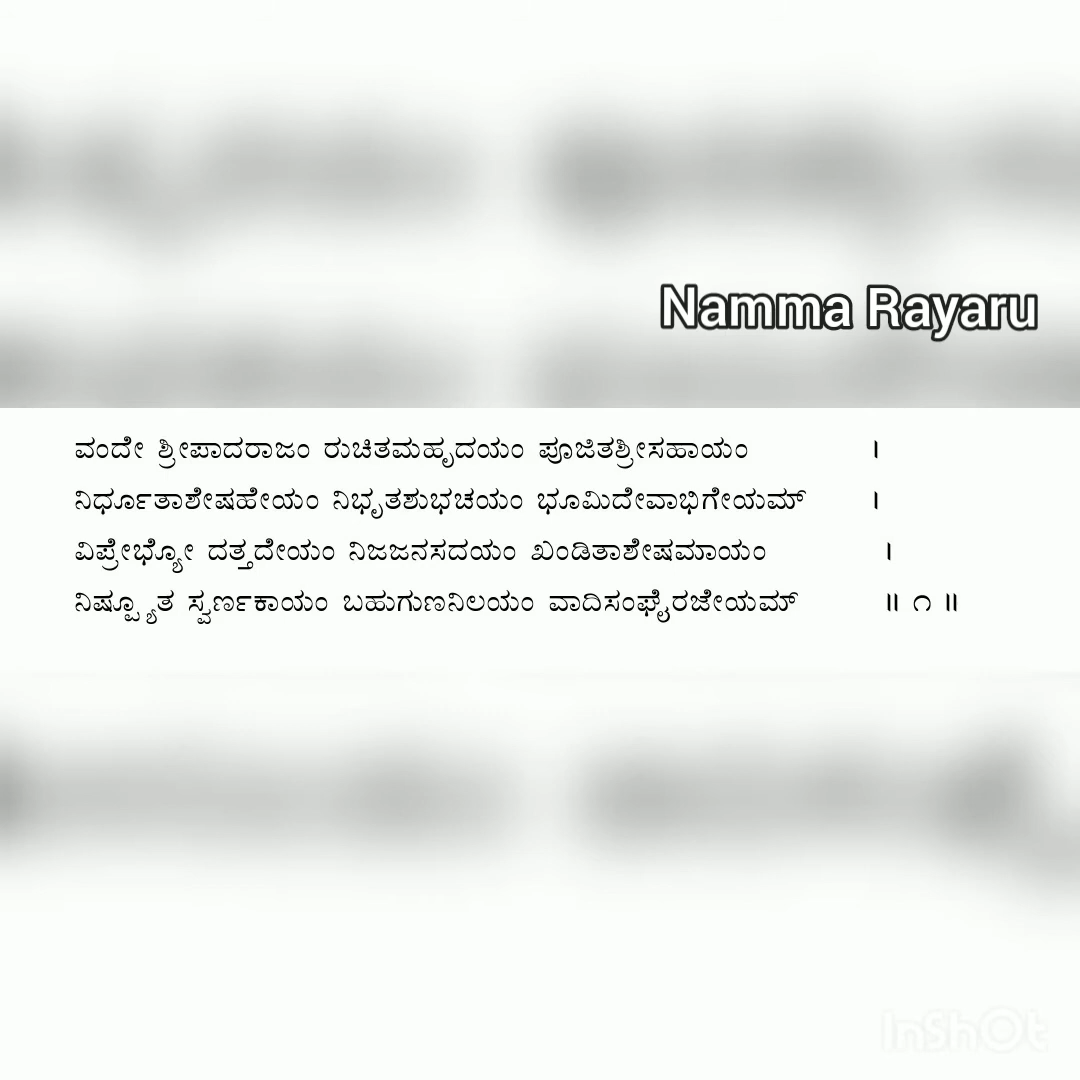 Namma Rayaru
ವಂದೇ ಶ್ರೀಪಾದರಾಜಂ ರುಚಿತಮಹೃದಯಂ ಪೂಜಿತಶ್ರೀಸಹಾಯಂ ।
ನಿರ್ಧೂತಾಶೇಷಹೇಯಂ ನಿಭೃತಶುಭಚಯಂ ಭೂಮಿದೇವಾಭಿಗೇಯಮ್ ।
ವಿಪ್ರೇಭ್ಯೋ ದತ್ತದೇಯಂ ನಿಜಜನಸದಯಂ ಖಂಡಿತಾಶೇಷಮಾಯಂ ।
ನಿಷ್ಪ್ಯೂತ ಸ್ವರ್ಣಕಾಯಂ ಬಹುಗುಣನಿಲಯಂ ವಾದಿಸಂಘೈರಜೇಯಮ್ ॥ ೧ ॥
InShOt